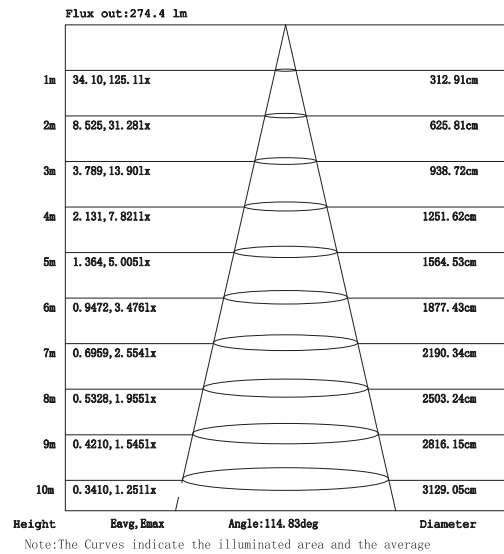 Flux out:274.4 lm
1m 34.10,125.1lx 312.91cm
2m 8.525,31.28lx 625.81cm
3m 3.789,13.90lx 938.72cm
4m 2.131,7.821lx 1251.62cm
5m 1.364,5.005lx 1564.53cm
6m 0.9472,3.476lx 1877.43cm
7m 0.6959,2.554lx 2190.34cm
8m 0.5328,1.955lx 2503.24cm
9m 0.4210,1.545lx 2816.15cm
10m 0.3410,1.251lx 3129.05cm
Height Eavg,Emax Angle:114.83deg Diameter
Note:The Curves indicate the illuminated area and the average